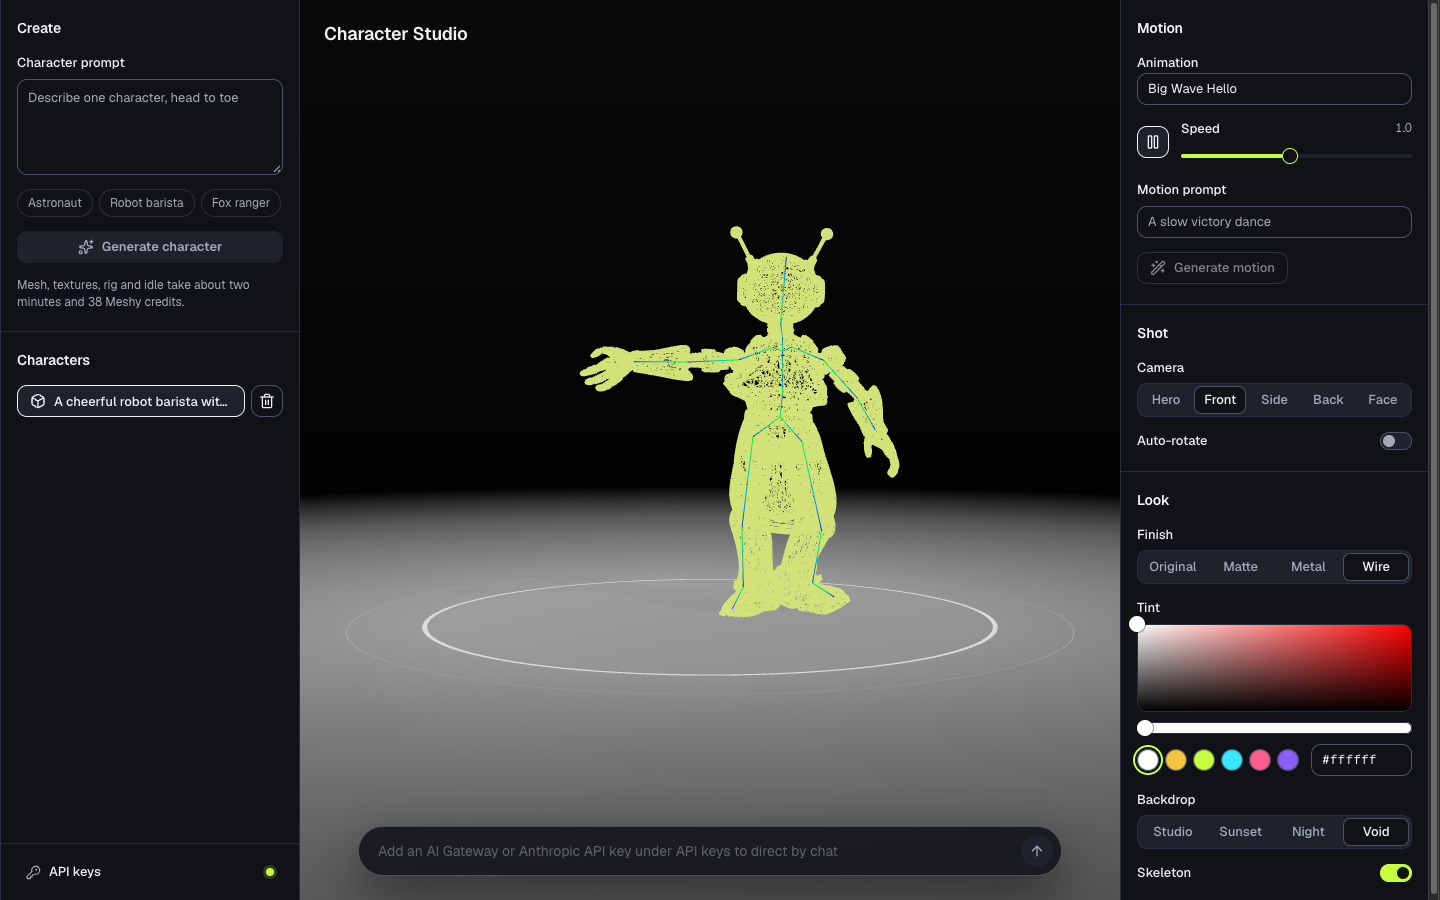 Create
Character prompt
Describe one character, head to toe
Astronaut
Robot barista
Fox ranger
Generate character
Mesh, textures, rig and idle take about two
minutes and 38 Meshy credits.
Characters
A cheerful robot barista wit...
API keys
Character Studio
Add an AI Gateway or Anthropic API key under API keys to direct by chat
Motion
Animation
Big Wave Hello
Speed
1.0
Motion prompt
A slow victory dance
Generate motion
Shot
Camera
Hero
Front
Side
Back
Face
Auto-rotate
Look
Finish
Original
Matte
Metal
Wire
Tint
#ffffff
Backdrop
Studio
Sunset
Night
Void
Skeleton